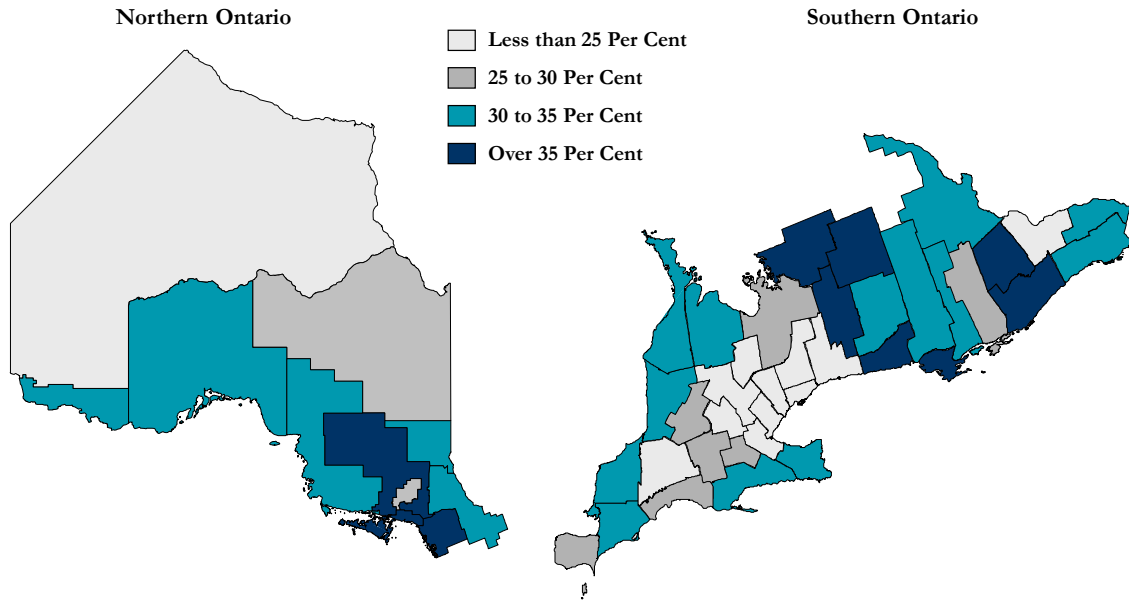 Northern Ontario
Southern Ontario
Less than 25 Per Cent
25 to 30 Per Cent
30 to 35 Per Cent
Over 35 Per Cent